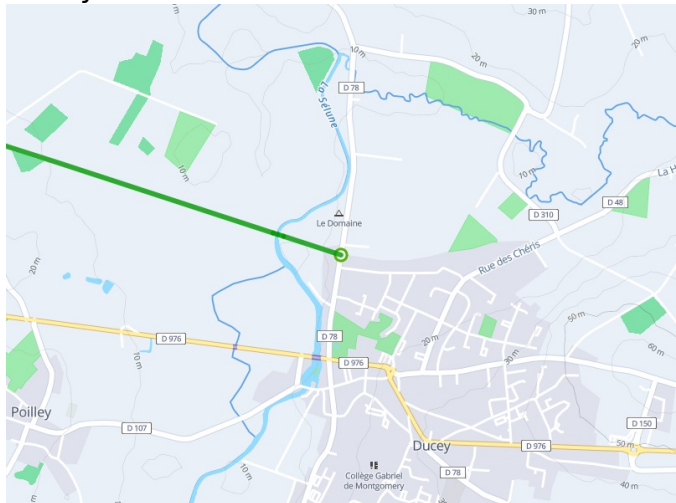 30 m
20 m
20 m
10 m
D 78
La Sélune
10 m
10 m
La H
D 48
D 310
Le Domaine
Rue des Chéris
20 m
50 m
D 976
D 78
20 m
10 m
30 m
60 m
D 976
Poilley
D 107
10 m
D 150
Ducey
D 976
50 m
D 78
Collège Gabriel
de Montgomery
40 m